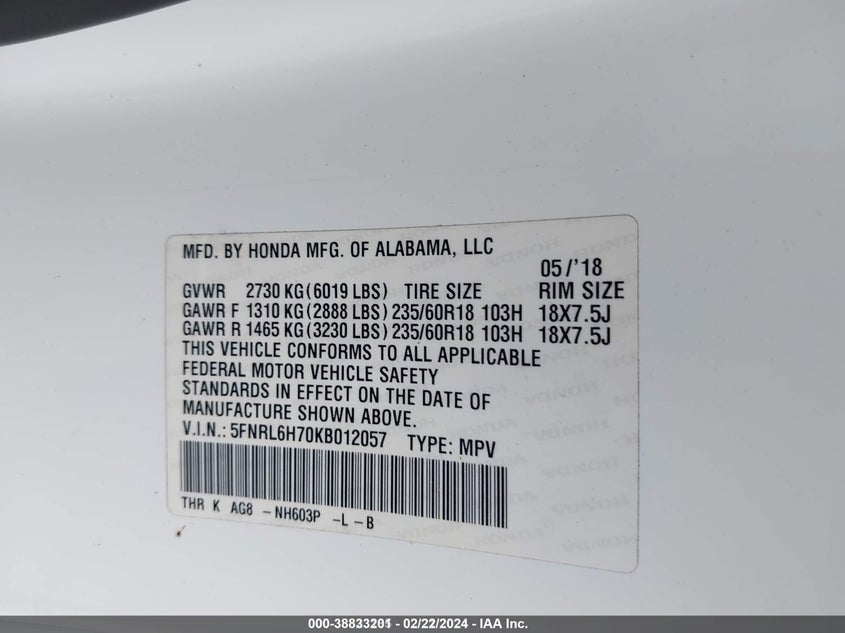 MFD. BY HONDA MFG. OF ALABAMA, LLC
05/'18
GVWR 2730 KG(6019 LBS) TIRE SIZE RIM SIZE
GAWR F 1310 KG(2888 LBS)235/60R18 103H 18X7.5J
GAWR R 1465 KG(3230 LBS)235/60R18 103H 18X7.5J
THIS VEHICLE CONFORMS TO ALL APPLICABLE
FEDERAL MOTOR VEHICLE SAFETY
STANDARDS IN EFFECT ON THE DATE OF
MANUFACTURE SHOWN ABOVE.
V.I.N.: 5FNRL6H70KB012057 TYPE: MPV
THR K AG8 -NH603P -L -B
000-38833201 - 02/22/2024 - IAA Inc.